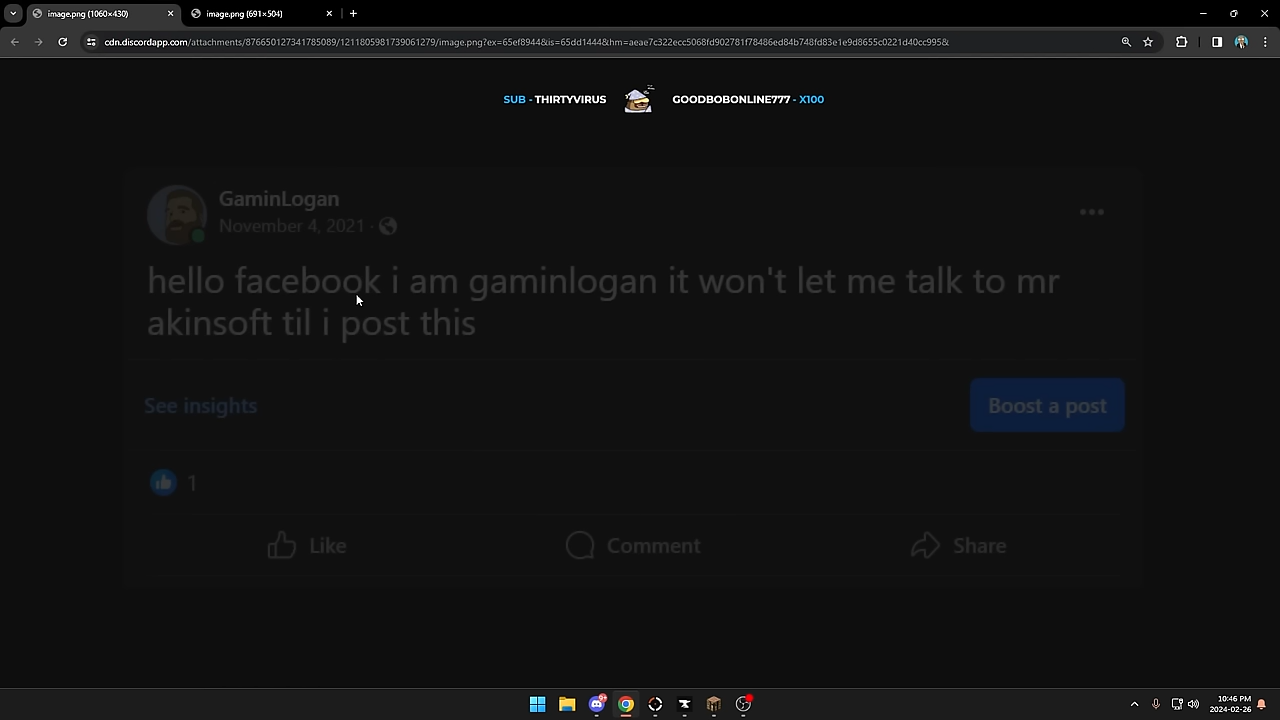 image.png (1060×430)
image.png (691×504)
cdn.discordapp.com/attachments/876650127341785089/1211805981739061279/image.png?ex=65ef8944&is=65dd1444&hm=aeae7c322ecc5068fd902781f78486ed84b748fd83e1e9d8655c0221d40cc995&
SUB - THIRTYVIRUS
GOODBOBONLINE777 - X100
GaminLogan
November 4, 2021 ·
hello facebook i am gaminlogan it won't let me talk to mr
akinsoft til i post this
See insights
Boost a post
1
Like
Comment
Share
10:46 PM
2024-02-26